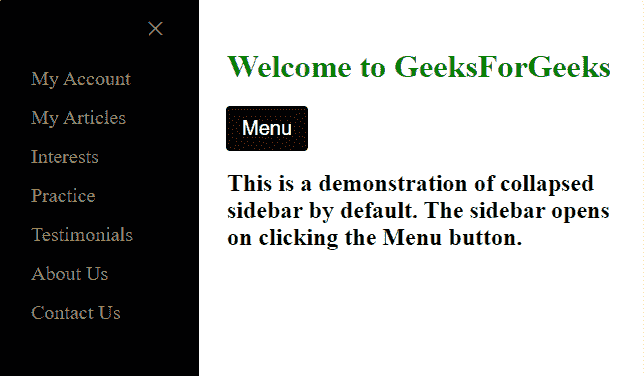 ×
My Account
My Articles
Interests
Practice
Testimonials
About Us
Contact Us
Welcome to GeeksForGeeks
Menu
This is a demonstration of collapsed
sidebar by default. The sidebar opens
on clicking the Menu button.